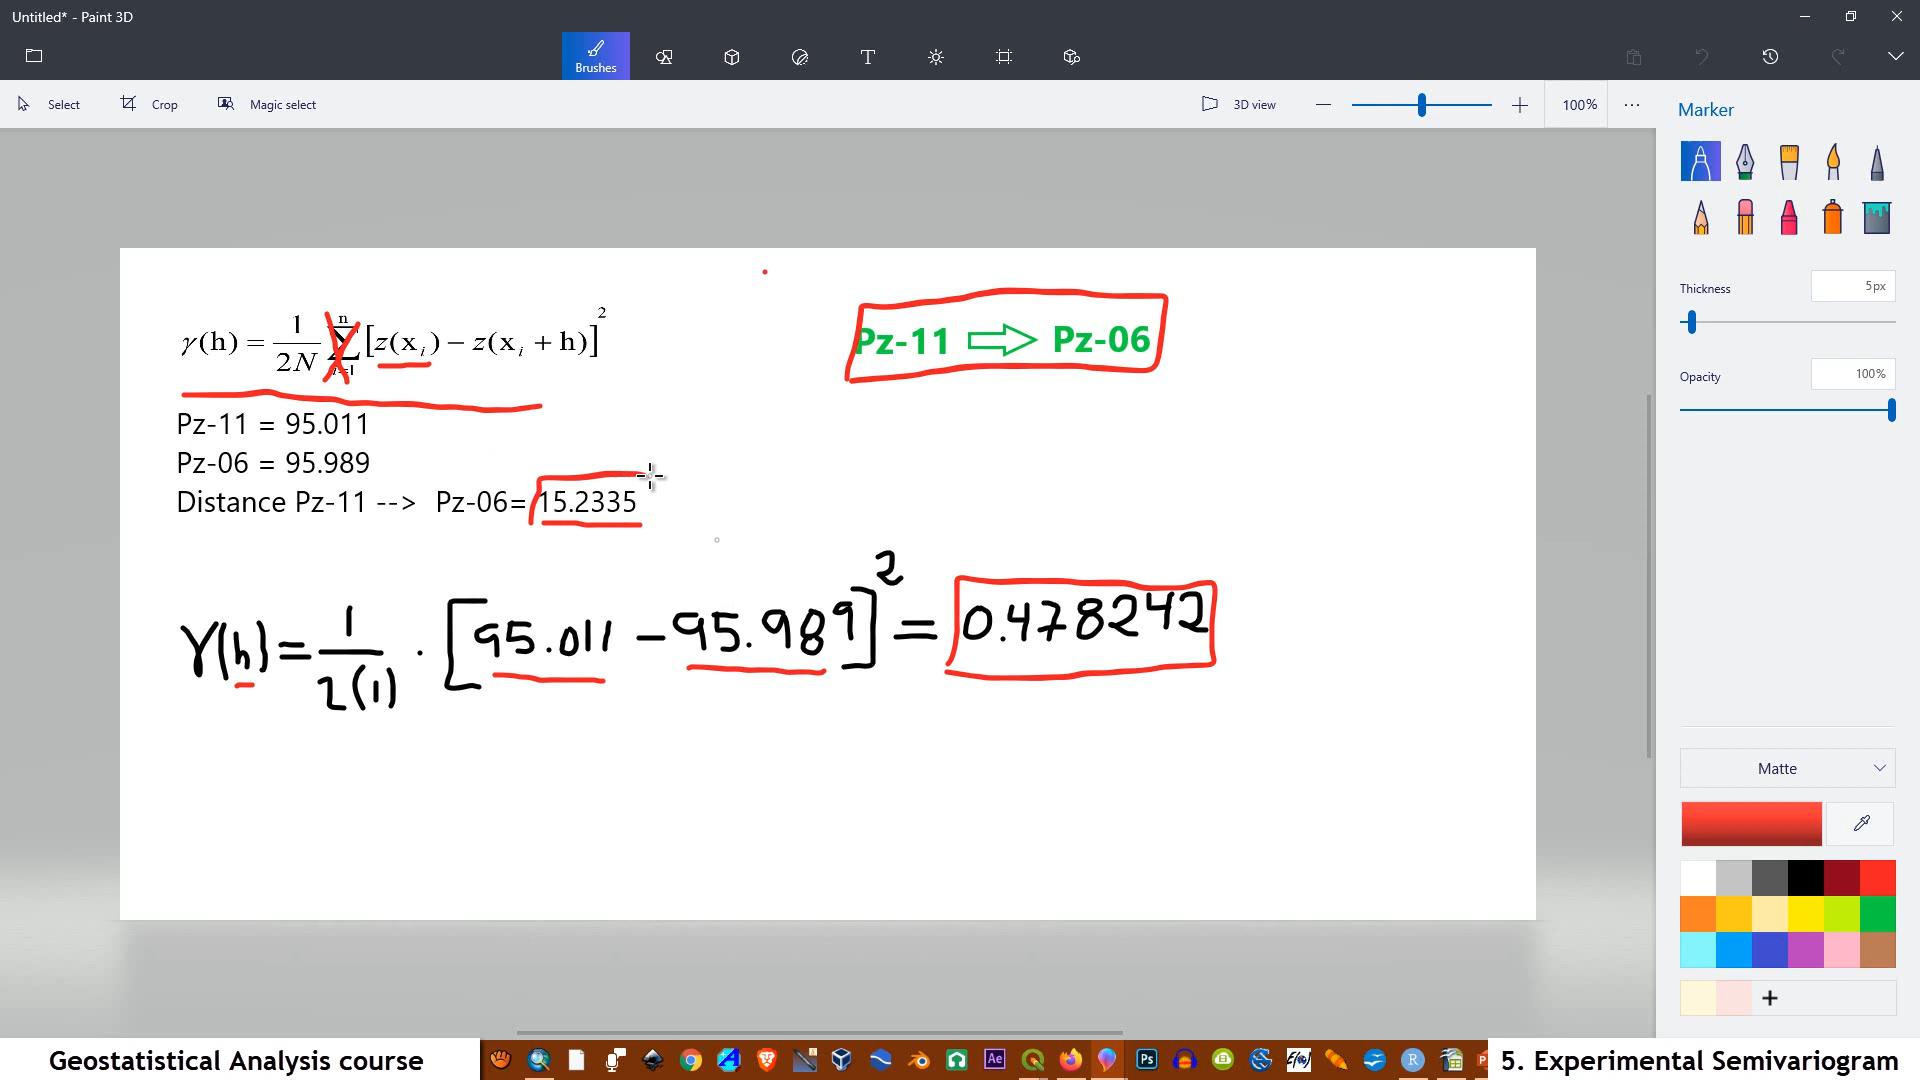 Untitled* - Paint 3D
Brushes
Select Crop Magic select 3D view 100% ...
Marker
Thickness 5px
Opacity 100%
γ(h) = 1/2N n Σ i=1 [z(xᵢ) − z(xᵢ + h)]²
Pz-11 ⇨ Pz-06
Pz-11 = 95.011
Pz-06 = 95.989
Distance Pz-11 --> Pz-06= 15.2335
γ(h) = 1/2(1) · [95.011 − 95.989]² = 0.478242
Matte
Geostatistical Analysis course
Ae
Ps
R
5. Experimental Semivariogram